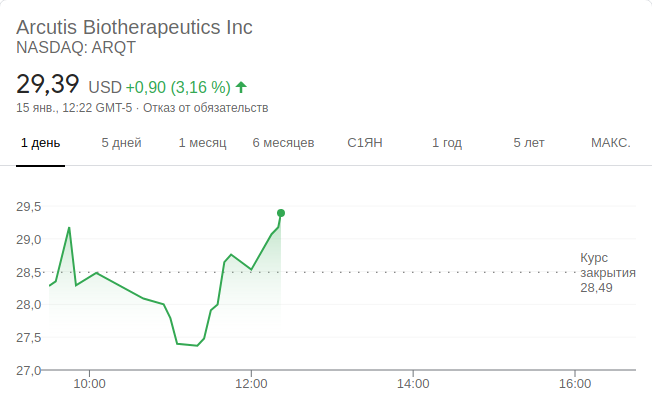 Arcutis Biotherapeutics Inc
NASDAQ: ARQT
29,39 USD +0,90 (3,16 %)
15 янв., 12:22 GMT-5 · Отказ от обязательств
1 день 5 дней 1 месяц 6 месяцев С1ЯН 1 год 5 лет МАКС.
29,5
29,0
28,5
28,0
27,5
27,0
Курс
закрытия
28,49
10:00 12:00 14:00 16:00